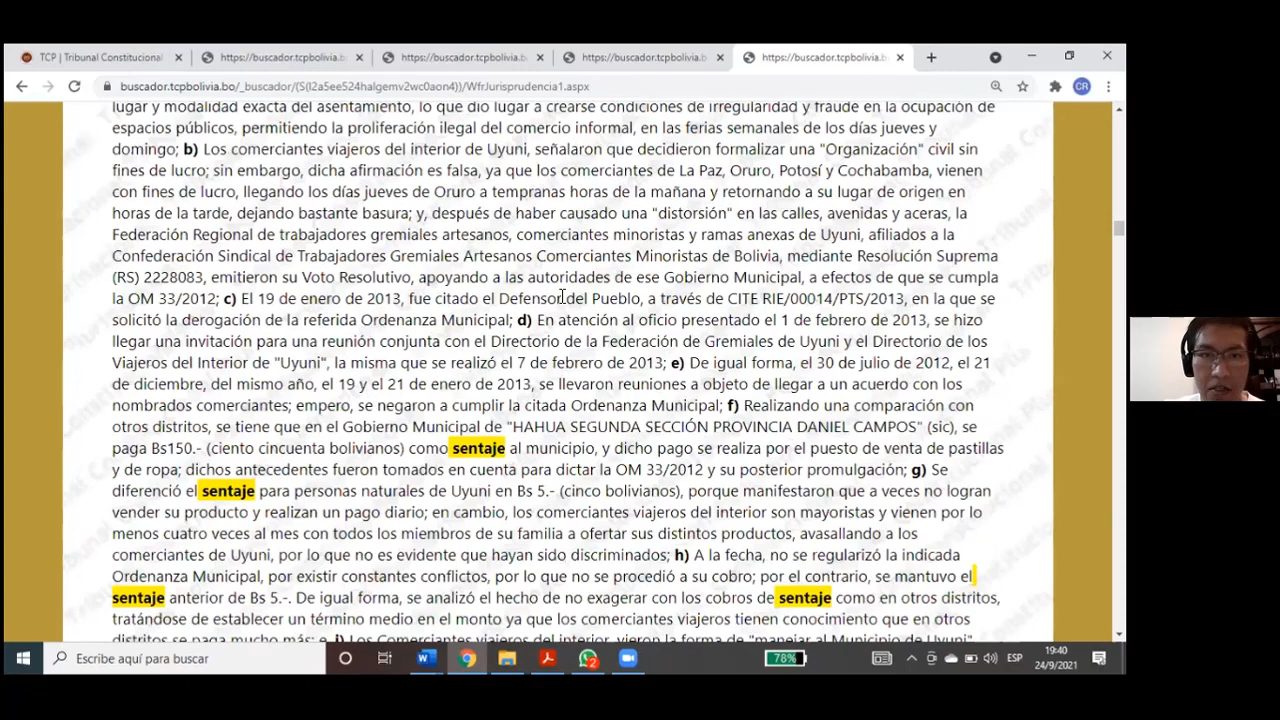 TCP | Tribunal Constitucional
https://buscador.tcpbolivia.b
https://buscador.tcpbolivia.b
https://buscador.tcpbolivia.b
https://buscador.tcpbolivia.b
buscador.tcpbolivia.bo/_buscador/(S(l2a5ee524halgemv2wc0aon4))/WfrJurisprudencia1.aspx
CR
lugar y modalidad exacta del asentamiento, lo que dio lugar a crearse condiciones de irregularidad y fraude en la ocupación de
espacios públicos, permitiendo la proliferación ilegal del comercio informal, en las ferias semanales de los días jueves y
domingo; b) Los comerciantes viajeros del interior de Uyuni, señalaron que decidieron formalizar una "Organización" civil sin
fines de lucro; sin embargo, dicha afirmación es falsa, ya que los comerciantes de La Paz, Oruro, Potosí y Cochabamba, vienen
con fines de lucro, llegando los días jueves de Oruro a tempranas horas de la mañana y retornando a su lugar de origen en
horas de la tarde, dejando bastante basura; y, después de haber causado una "distorsión" en las calles, avenidas y aceras, la
Federación Regional de trabajadores gremiales artesanos, comerciantes minoristas y ramas anexas de Uyuni, afiliados a la
Confederación Sindical de Trabajadores Gremiales Artesanos Comerciantes Minoristas de Bolivia, mediante Resolución Suprema
(RS) 2228083, emitieron su Voto Resolutivo, apoyando a las autoridades de ese Gobierno Municipal, a efectos de que se cumpla
la OM 33/2012; c) El 19 de enero de 2013, fue citado el Defensor del Pueblo, a través de CITE RIE/00014/PTS/2013, en la que se
solicitó la derogación de la referida Ordenanza Municipal; d) En atención al oficio presentado el 1 de febrero de 2013, se hizo
llegar una invitación para una reunión conjunta con el Directorio de la Federación de Gremiales de Uyuni y el Directorio de los
Viajeros del Interior de "Uyuni", la misma que se realizó el 7 de febrero de 2013; e) De igual forma, el 30 de julio de 2012, el 21
de diciembre, del mismo año, el 19 y el 21 de enero de 2013, se llevaron reuniones a objeto de llegar a un acuerdo con los
nombrados comerciantes; empero, se negaron a cumplir la citada Ordenanza Municipal; f) Realizando una comparación con
otros distritos, se tiene que en el Gobierno Municipal de "HAHUA SEGUNDA SECCIÓN PROVINCIA DANIEL CAMPOS" (sic), se
paga Bs150.- (ciento cincuenta bolivianos) como sentaje al municipio, y dicho pago se realiza por el puesto de venta de pastillas
y de ropa; dichos antecedentes fueron tomados en cuenta para dictar la OM 33/2012 y su posterior promulgación; g) Se
diferenció el sentaje para personas naturales de Uyuni en Bs 5.- (cinco bolivianos), porque manifestaron que a veces no logran
vender su producto y realizan un pago diario; en cambio, los comerciantes viajeros del interior son mayoristas y vienen por lo
menos cuatro veces al mes con todos los miembros de su familia a ofertar sus distintos productos, avasallando a los
comerciantes de Uyuni, por lo que no es evidente que hayan sido discriminados; h) A la fecha, no se regularizó la indicada
Ordenanza Municipal, por existir constantes conflictos, por lo que no se procedió a su cobro; por el contrario, se mantuvo el
sentaje anterior de Bs 5.-. De igual forma, se analizó el hecho de no exagerar con los cobros de sentaje como en otros distritos,
tratándose de establecer un término medio en el monto ya que los comerciantes viajeros tienen conocimiento que en otros
distritos se paga mucho más; e, i) Los Comerciantes viajeros del interior, vieron la forma de "manejar al Municipio de Uyuni"
Escribe aquí para buscar
2
78%
ESP
19:40
24/9/2021